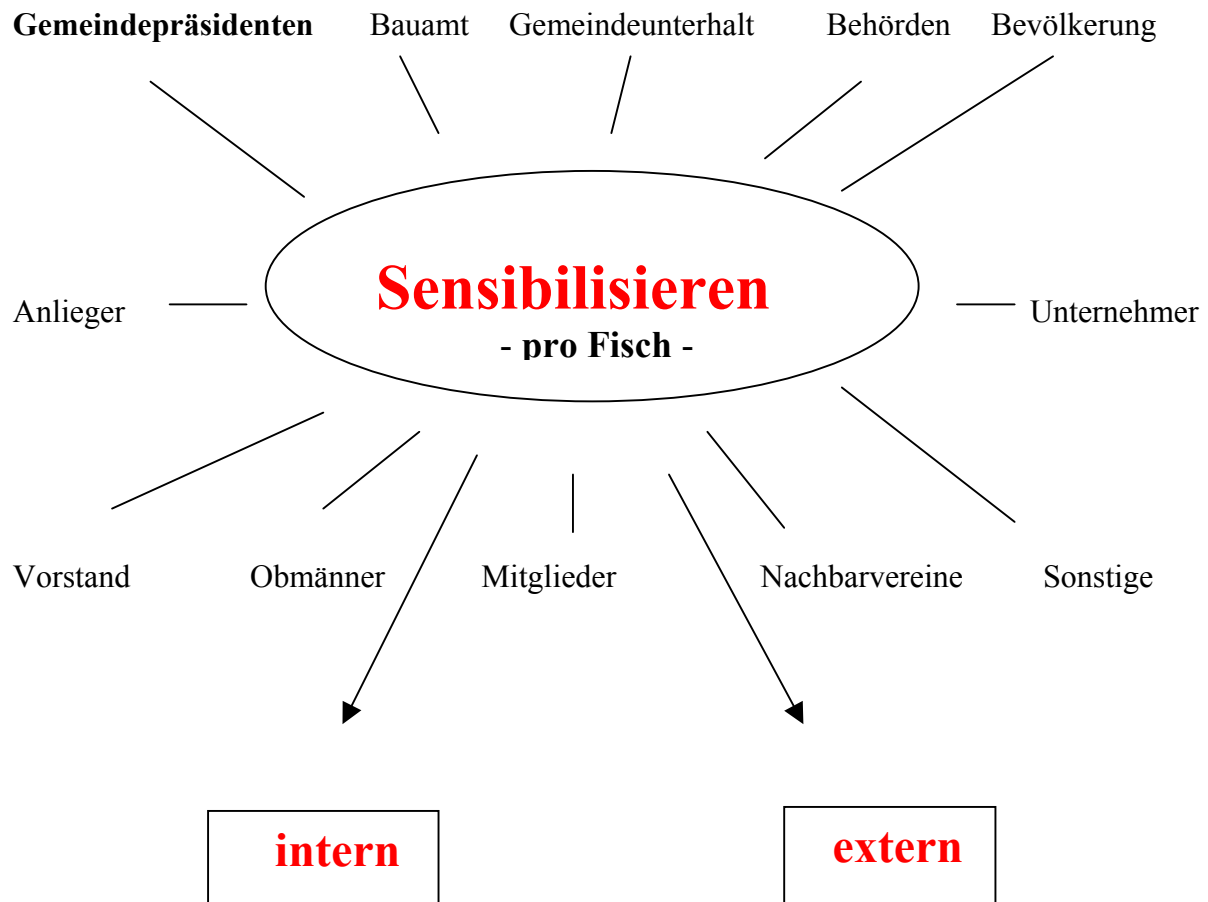 Gemeindepräsidenten Bauamt Gemeindeunterhalt Behörden Bevölkerung
Sensibilisieren
- pro Fisch -
Anlieger Unternehmer
Vorstand Obmänner Mitglieder Nachbarvereine Sonstige
intern extern